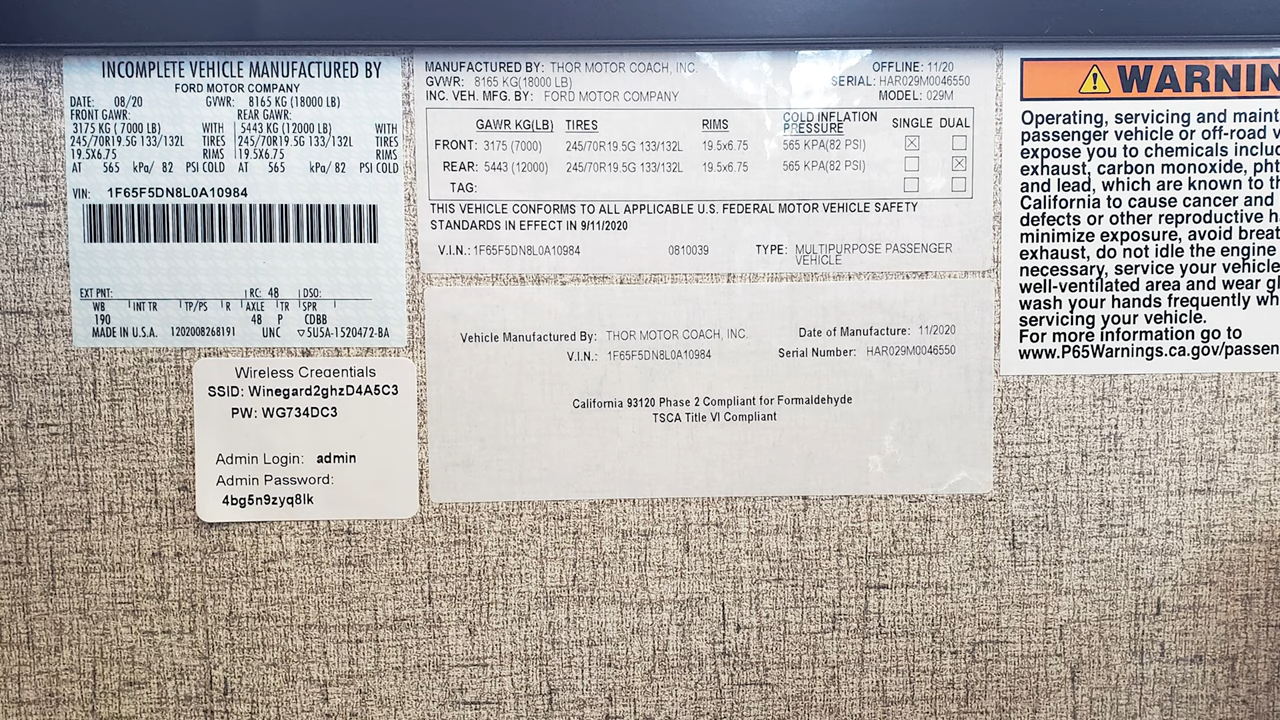 INCOMPLETE VEHICLE MANUFACTURED BY
FORD MOTOR COMPANY
DATE: 08/20 GVWR: 8165 KG (18000 LB)
FRONT GAWR: REAR GAWR:
3175 KG (7000 LB) WITH 5443 KG (12000 LB) WITH
245/70R19.5G 133/132L TIRES 245/70R19.5G 133/132L TIRES
19.5X6.75 RIMS 19.5X6.75 RIMS
AT 565 kPa/ 82 PSI COLD AT 565 kPa/ 82 PSI COLD
VIN: 1F65F5DN8L0A10984
EXT PNT: RC: 48 DSO:
WB INT TR TP/PS R AXLE TR SPR
190 48 P CDBB
MADE IN U.S.A. 1202008268191 UNC ▽5U5A-1520472-BA
Wireless Credentials
SSID: Winegard2ghzD4A5C3
PW: WG734DC3
Admin Login: admin
Admin Password:
4bg5n9zyq8lk
MANUFACTURED BY: THOR MOTOR COACH, INC. OFFLINE: 11/20
GVWR: 8165 KG(18000 LB) SERIAL: HAR029M0046550
INC. VEH. MFG. BY: FORD MOTOR COMPANY MODEL: 029M
GAWR KG(LB) TIRES RIMS COLD INFLATION PRESSURE SINGLE DUAL
FRONT: 3175 (7000) 245/70R19.5G 133/132L 19.5x6.75 565 KPA(82 PSI) ☒ ☐
REAR: 5443 (12000) 245/70R19.5G 133/132L 19.5x6.75 565 KPA(82 PSI) ☐ ☒
TAG: ☐ ☐
THIS VEHICLE CONFORMS TO ALL APPLICABLE U.S. FEDERAL MOTOR VEHICLE SAFETY
STANDARDS IN EFFECT IN 9/11/2020
V.I.N.: 1F65F5DN8L0A10984 0810039 TYPE: MULTIPURPOSE PASSENGER
VEHICLE
Vehicle Manufactured By: THOR MOTOR COACH, INC. Date of Manufacture: 11/2020
V.I.N.: 1F65F5DN8L0A10984 Serial Number: HAR029M0046550
California 93120 Phase 2 Compliant for Formaldehyde
TSCA Title VI Compliant
WARNIN
Operating, servicing and maint
passenger vehicle or off-road v
expose you to chemicals includ
exhaust, carbon monoxide, pht
and lead, which are known to th
California to cause cancer and
defects or other reproductive h
minimize exposure, avoid breat
exhaust, do not idle the engine
necessary, service your vehicle
well-ventilated area and wear gl
wash your hands frequently wh
servicing your vehicle.
For more information go to
www.P65Warnings.ca.gov/passen